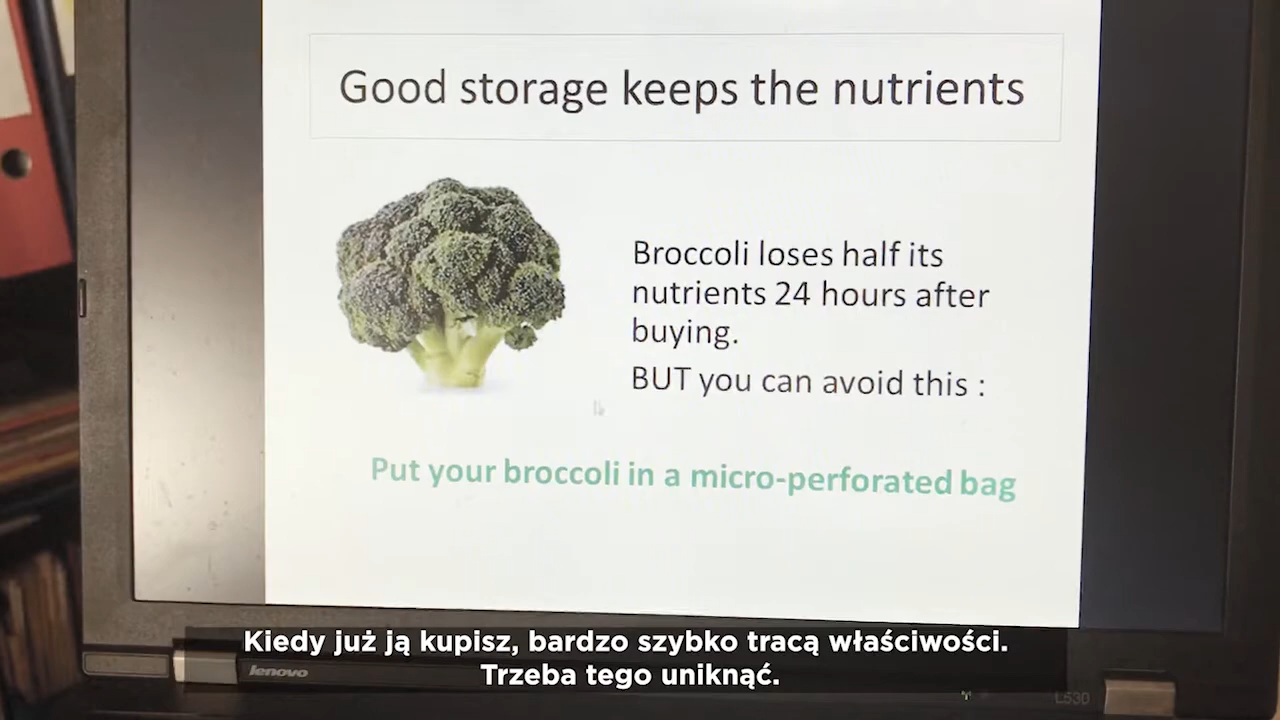 Good storage keeps the nutrients
Broccoli loses half its
nutrients 24 hours after
buying.
BUT you can avoid this :
Put your broccoli in a micro-perforated bag
Kiedy już ją kupisz, bardzo szybko tracą właściwości.
Trzeba tego uniknąć.
lenovo
L530